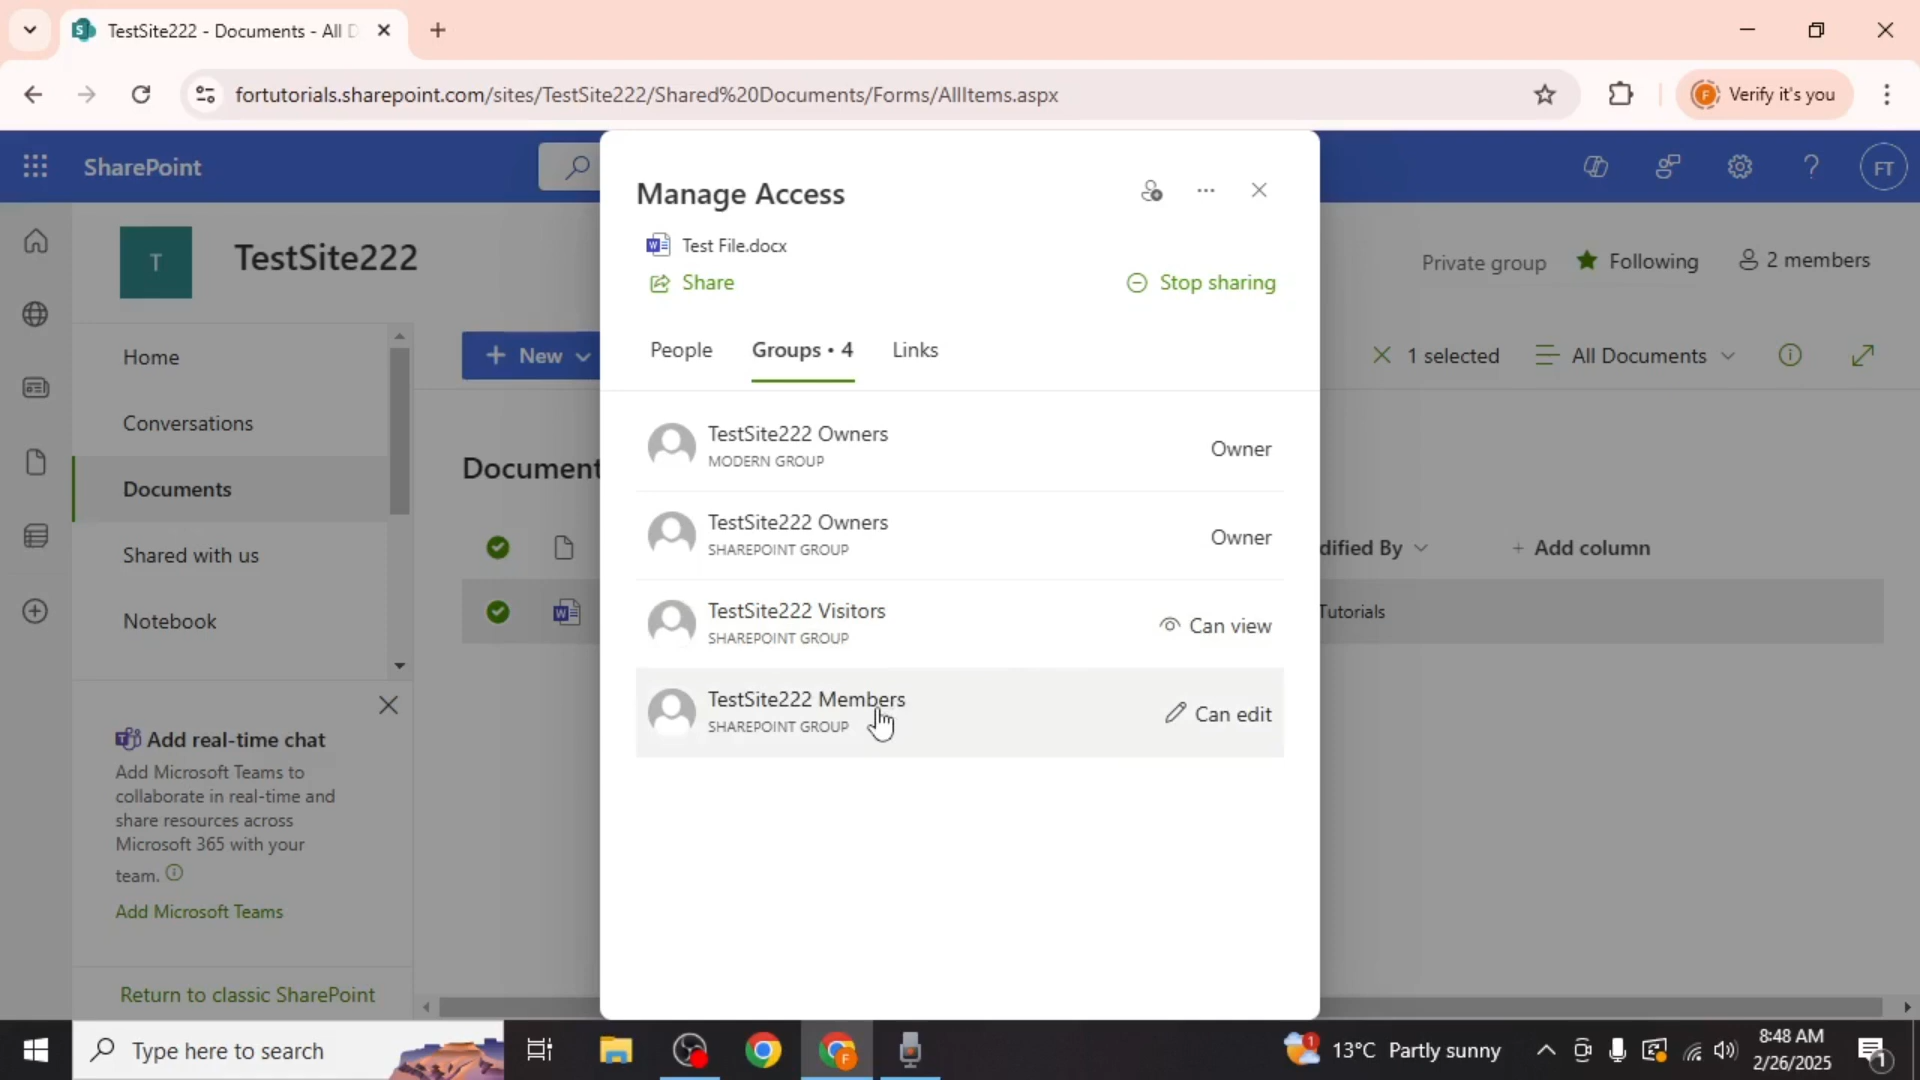 TestSite222 - Documents - All D
fortutorials.sharepoint.com/sites/TestSite222/Shared%20Documents/Forms/AllItems.aspx
Verify it's you
SharePoint
FT
T
TestSite222
Private group
Following
2 members
Home
Conversations
Documents
Shared with us
Notebook
New
1 selected
All Documents
Document
dified By
Add column
Tutorials
Manage Access
Test File.docx
Share
Stop sharing
People
Groups • 4
Links
TestSite222 Owners
MODERN GROUP
Owner
TestSite222 Owners
SHAREPOINT GROUP
Owner
TestSite222 Visitors
SHAREPOINT GROUP
Can view
TestSite222 Members
SHAREPOINT GROUP
Can edit
Add real-time chat
Add Microsoft Teams to
collaborate in real-time and
share resources across
Microsoft 365 with your
team.
Add Microsoft Teams
Return to classic SharePoint
Type here to search
13°C Partly sunny
8:48 AM
2/26/2025